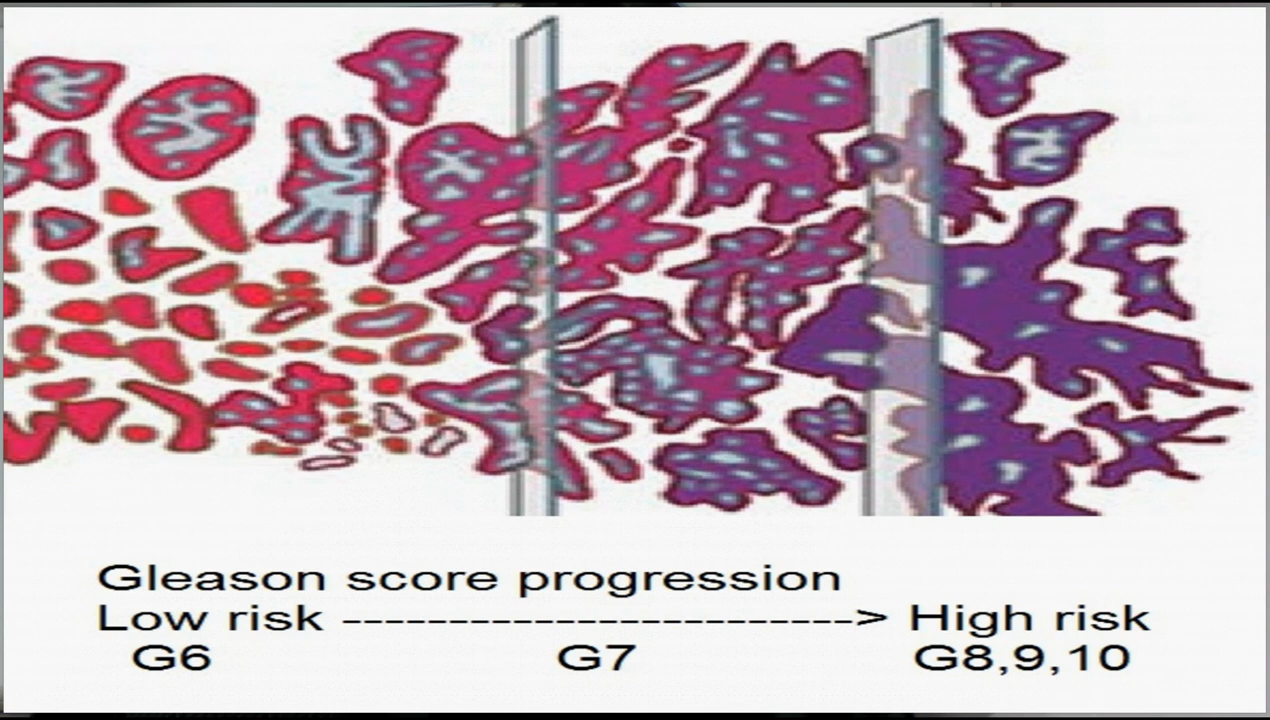 Gleason score progression
Low risk -------------------------> High risk
G6 G7 G8,9,10